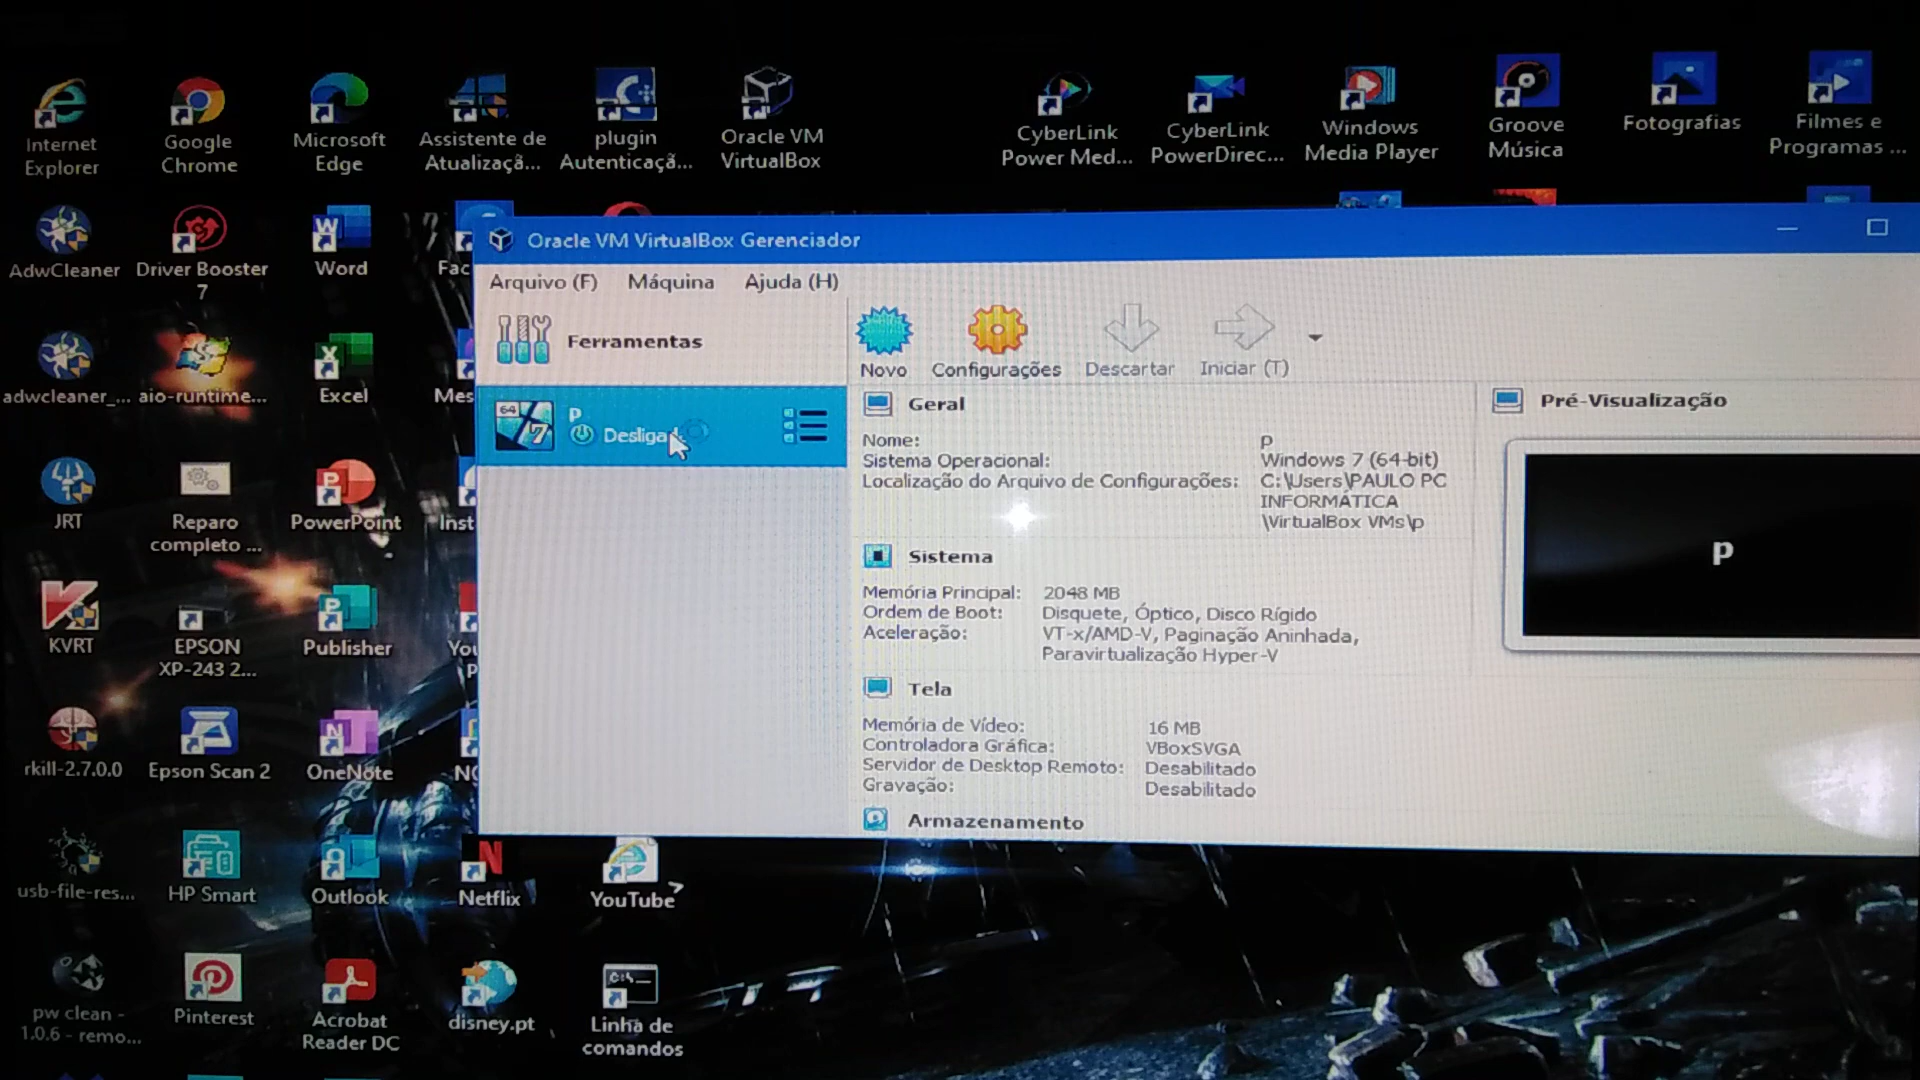 Internet
Explorer
Google
Chrome
Microsoft
Edge
Assistente de
Atualizaçã...
plugin
Autenticaçã...
Oracle VM
VirtualBox
CyberLink
Power Med...
CyberLink
PowerDirec...
Windows
Media Player
Groove
Música
Fotografias
Filmes e
Programas ...
AdwCleaner
Driver Booster
7
Word
Fac
adwcleaner_...
aio-runtime...
Excel
Mes
JRT
Reparo
completo ...
PowerPoint
Inst
KVRT
EPSON
XP-243 2...
Publisher
You
P
rkill-2.7.0.0
Epson Scan 2
OneNote
usb-file-res...
HP Smart
Outlook
Netflix
YouTube
pw clean -
1.0.6 - remo...
Pinterest
Acrobat
Reader DC
disney.pt
Linha de
comandos
Oracle VM VirtualBox Gerenciador
Arquivo (F)
Máquina
Ajuda (H)
Ferramentas
Novo
Configurações
Descartar
Iniciar (T)
64
7
p
Geral
Nome: p
Sistema Operacional: Windows 7 (64-bit)
Localização do Arquivo de Configurações: C:\Users\PAULO PC
INFORMÁTICA
\VirtualBox VMs\p
Sistema
Memória Principal: 2048 MB
Ordem de Boot: Disquete, Óptico, Disco Rígido
Aceleração: VT-x/AMD-V, Paginação Aninhada,
Paravirtualização Hyper-V
Tela
Memória de Vídeo: 16 MB
Controladora Gráfica: VBoxSVGA
Servidor de Desktop Remoto: Desabilitado
Gravação: Desabilitado
Armazenamento
Pré-Visualização
p